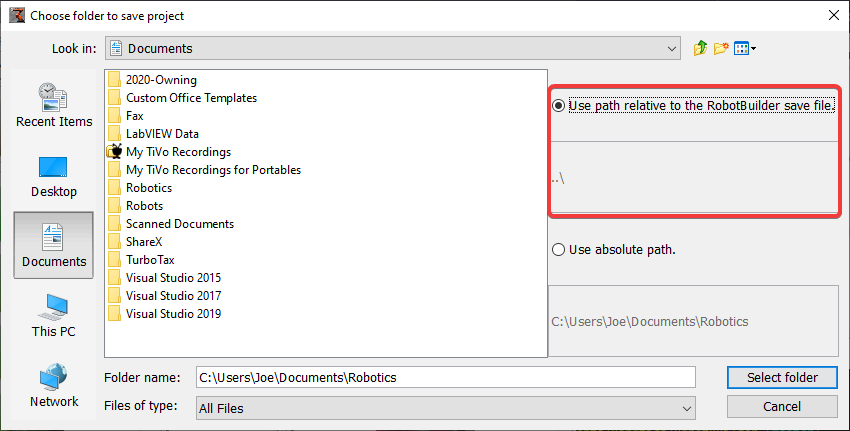 Choose folder to save project
Look in:
Documents
Recent Items
Desktop
Documents
This PC
Network
2020-Owning
Custom Office Templates
Fax
LabVIEW Data
My TiVo Recordings
My TiVo Recordings for Portables
Robotics
Robots
Scanned Documents
ShareX
TurboTax
Visual Studio 2015
Visual Studio 2017
Visual Studio 2019
Use path relative to the RobotBuilder save file.
..\
Use absolute path.
C:\Users\Joe\Documents\Robotics
Folder name:
C:\Users\Joe\Documents\Robotics
Select folder
Files of type:
All Files
Cancel